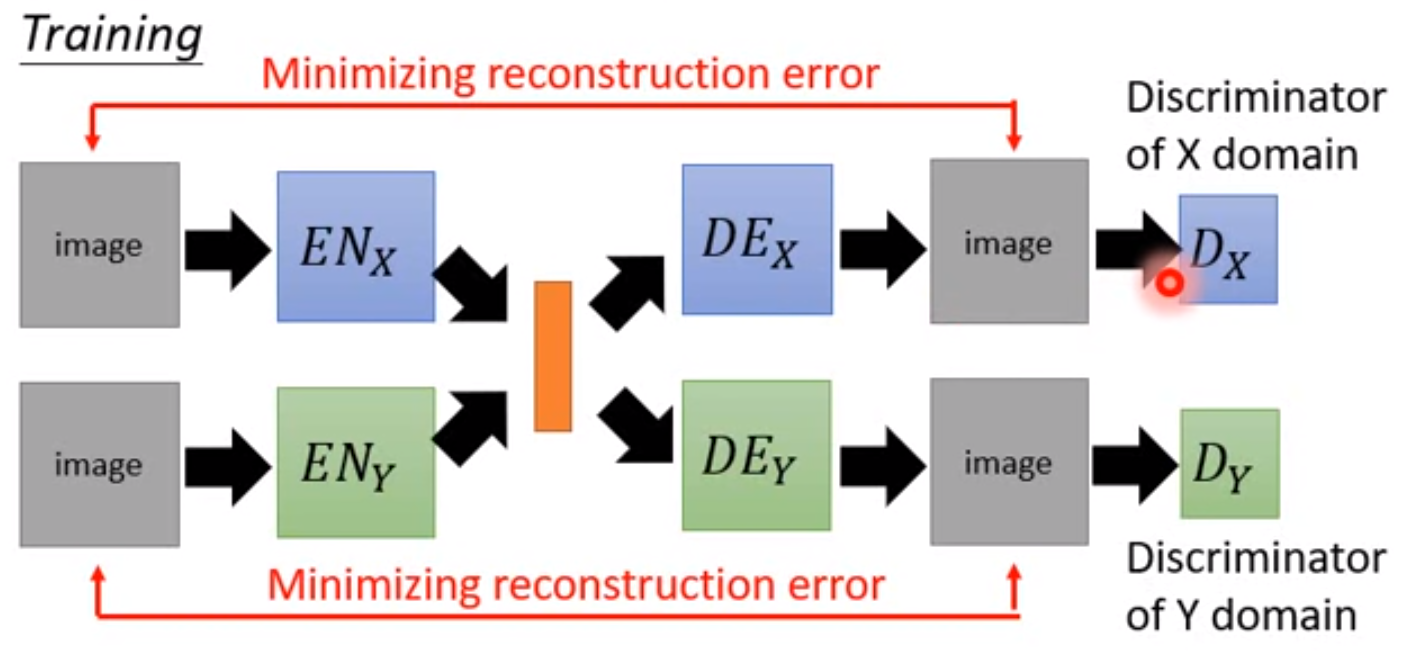 Training
Minimizing reconstruction error
Discriminator
of X domain
image
EN_X
DE_X
image
D_X
image
EN_Y
DE_Y
image
D_Y
Minimizing reconstruction error
Discriminator
of Y domain